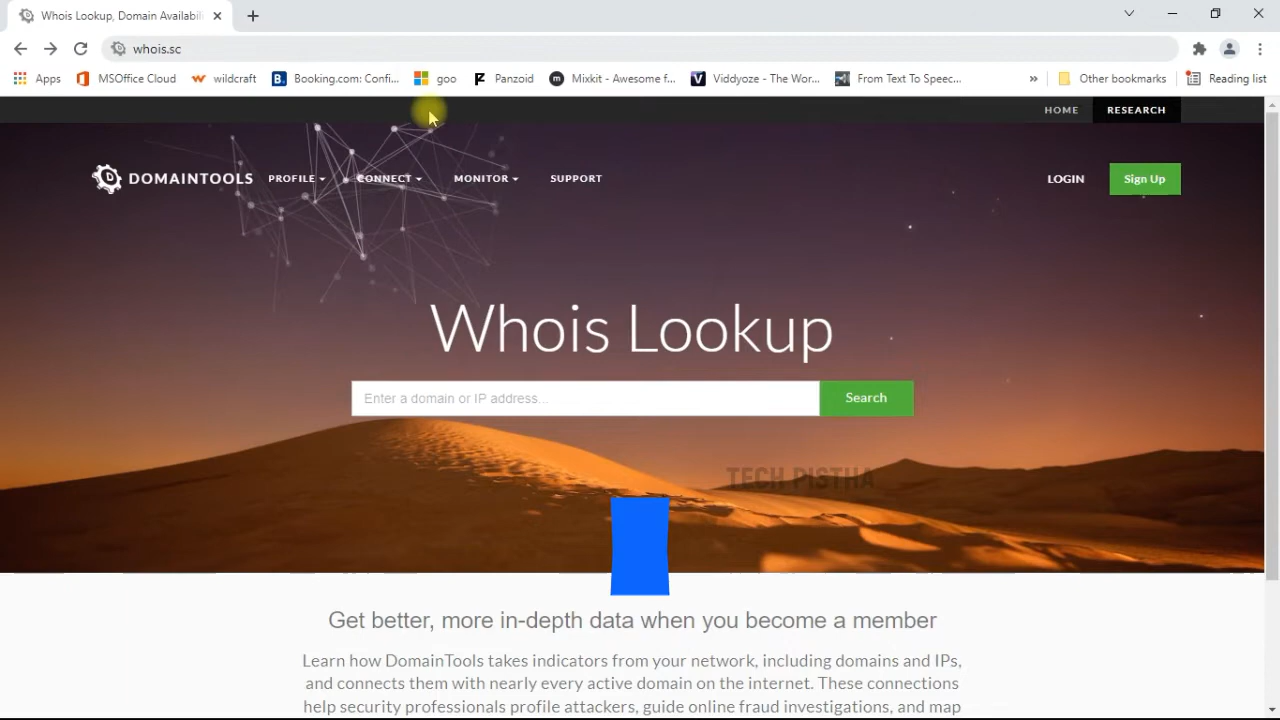 Whois Lookup, Domain Availabili
whois.sc
Apps
MSOffice Cloud
wildcraft
Booking.com: Confi...
goo
Panzoid
Mixkit - Awesome f...
Viddyoze - The Wor...
From Text To Speec...
»
Other bookmarks
Reading list
HOME
RESEARCH
DOMAINTOOLS
PROFILE
CONNECT
MONITOR
SUPPORT
LOGIN
Sign Up
Whois Lookup
Enter a domain or IP address...
Search
TECH PISTHA
Get better, more in-depth data when you become a member
Learn how DomainTools takes indicators from your network, including domains and IPs,
and connects them with nearly every active domain on the internet. These connections
help security professionals profile attackers, guide online fraud investigations, and map